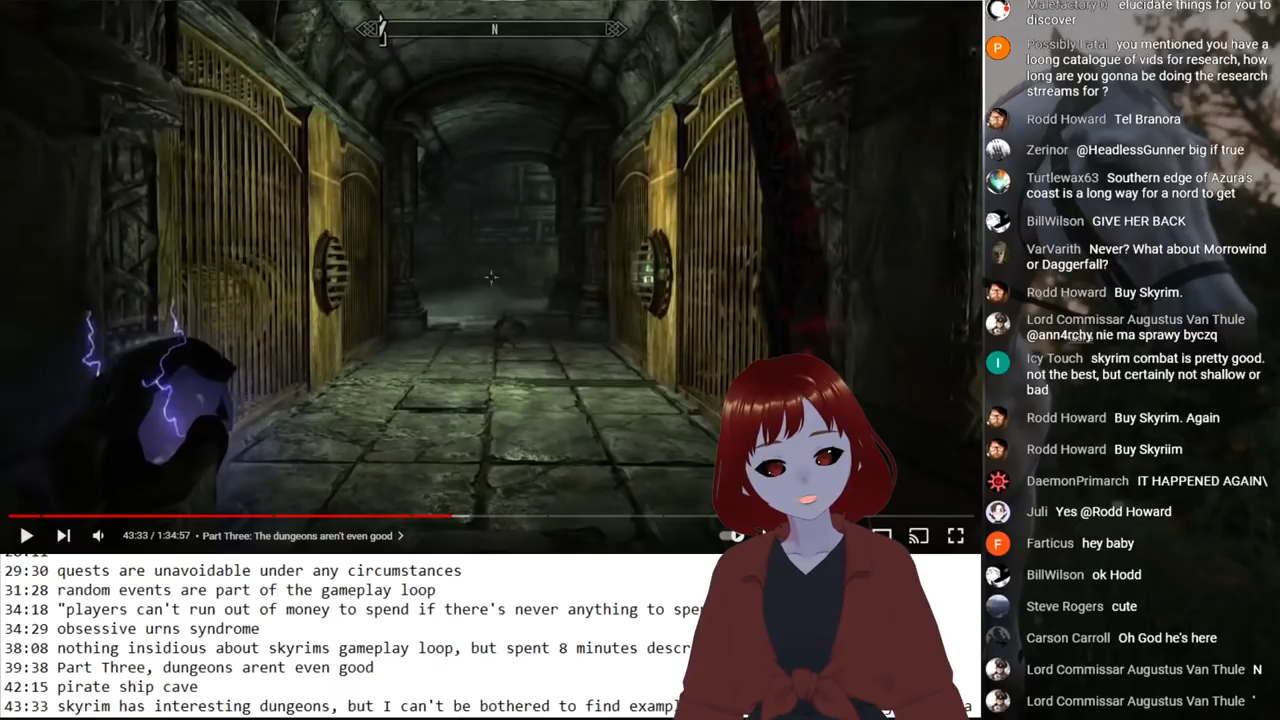 N
43:33 / 1:34:57 • Part Three: The dungeons aren't even good
29:30 quests are unavoidable under any circumstances
31:28 random events are part of the gameplay loop
34:18 "players can't run out of money to spend if there's never anything to
34:29 obsessive urns syndrome
38:08 nothing insidious about skyrims gameplay loop, but spent 8 minutes
39:38 Part Three, dungeons arent even good
42:15 pirate ship cave
43:33 skyrim has interesting dungeons, but I can't be bothered to find
elucidate things for you to
discover
Possibly Fatal you mentioned you have a
loong catalogue of vids for research, how
long are you gonna be doing the research
strreams for ?
Rodd Howard Tel Branora
Zerinor @HeadlessGunner big if true
Turtlewax63 Southern edge of Azura's
coast is a long way for a nord to get
BillWilson GIVE HER BACK
VarVarith Never? What about Morrowind
or Daggerfall?
Rodd Howard Buy Skyrim.
Lord Commissar Augustus Van Thule
@ann4rchy nie ma sprawy byczq
Icy Touch skyrim combat is pretty good.
not the best, but certainly not shallow or
bad
Rodd Howard Buy Skyrim. Again
Rodd Howard Buy Skyriim
DaemonPrimarch IT HAPPENED AGAIN\
Juli Yes @Rodd Howard
Farticus hey baby
BillWilson ok Hodd
Steve Rogers cute
Carson Carroll Oh God he's here
Lord Commissar Augustus Van Thule N
Lord Commissar Augustus Van Thule '